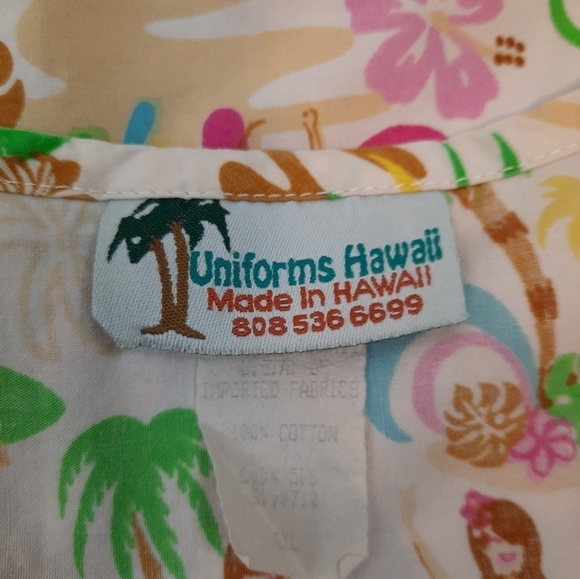 Uniforms Hawaii
Made In HAWAII
808 536 6699
IMPORTED FABRICS
100% COTTON